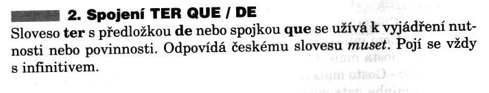 2. Spojení TER QUE / DE
Sloveso ter s předložkou de nebo spojkou que se užívá k vyjádření nut-
nosti nebo povinnosti. Odpovídá českému slovesu muset. Pojí se vždy
s infinitivem.